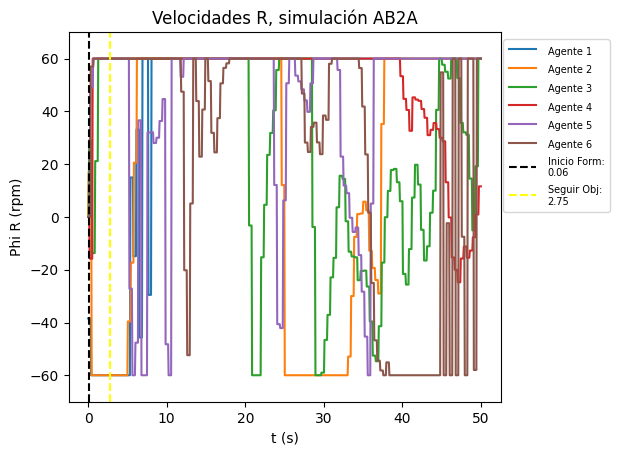 Velocidades R, simulación AB2A
Phi R (rpm)
60
40
20
0
−20
−40
−60
0
10
20
30
40
50
t (s)
Agente 1
Agente 2
Agente 3
Agente 4
Agente 5
Agente 6
Inicio Form:
0.06
Seguir Obj:
2.75